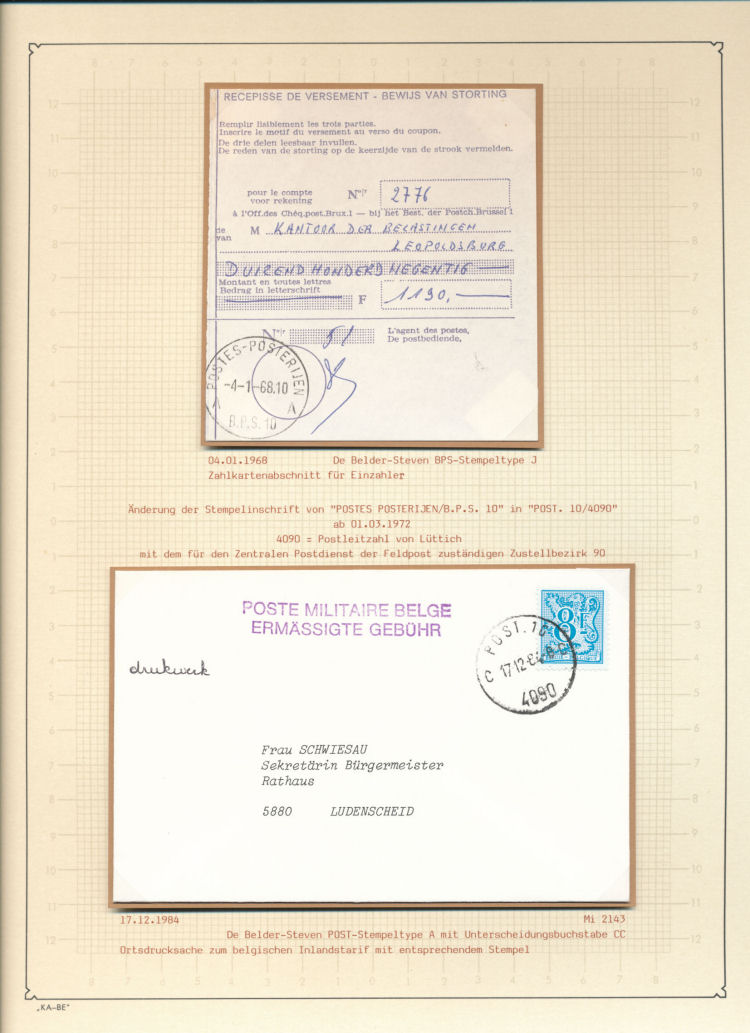 RECEPISSE DE VERSEMENT - BEWIJS VAN STORTING
Remplir lisiblement les trois parties.
Inscrire le motif du versement au verso du coupon.
De drie delen leesbaar invullen.
De reden van de storting op de keerzijde van de strook vermelden.
pour le compte
voor rekening
N°/r 2776
à l'Off.des Chèq.post.Brux.1 — bij het Best. der Postch.Brussel 1
de
van
M KANTOOR DER BELASTINGEN
LEOPOLDSBURG
DUIZEND HONDERD NEGENTIG
Montant en toutes lettres
Bedrag in letterschrift
F 1190,—
N°/r 51
L'agent des postes,
De postbediende,
POSTES-POSTERIJEN
-4-1-68.10
A A
B.P.S. 10
04.01.1968 De Belder-Steven BPS-Stempeltype J
Zahlkartenabschnitt für Einzahler
Änderung der Stempelinschrift von "POSTES POSTERIJEN/B.P.S. 10" in "POST. 10/4090"
ab 01.03.1972
4090 = Postleitzahl von Lüttich
mit dem für den Zentralen Postdienst der Feldpost zuständigen Zustellbezirk 90
POSTE MILITAIRE BELGE
ERMÄSSIGTE GEBÜHR
8F
POST. 10
C 17-12-84
4090
drukwerk
Frau SCHWIESAU
Sekretärin Bürgermeister
Rathaus
5880 LUDENSCHEID
17.12.1984 Mi 2143
De Belder-Steven POST-Stempeltype A mit Unterscheidungsbuchstabe CC
Ortsdrucksache zum belgischen Inlandstarif mit entsprechendem Stempel
„KA-BE"